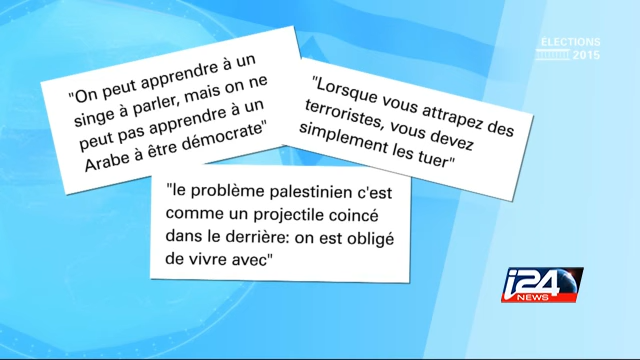 ÉLECTIONS
2015
"On peut apprendre à un
singe à parler, mais on ne
peut pas apprendre à un
Arabe à être démocrate"
"Lorsque vous attrapez des
terroristes, vous devez
simplement les tuer"
"le problème palestinien c'est
comme un projectile coincé
dans le derrière: on est obligé
de vivre avec"
i24
NEWS